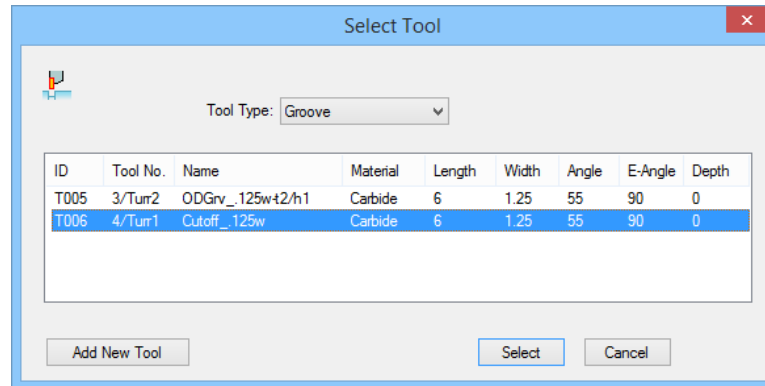 Select Tool
Tool Type: Groove
ID Tool No. Name Material Length Width Angle E-Angle Depth
T005 3/Turr2 ODGrv_.125w-t2/h1 Carbide 6 1.25 55 90 0
T006 4/Turr1 Cutoff_.125w Carbide 6 1.25 55 90 0
Add New Tool Select Cancel